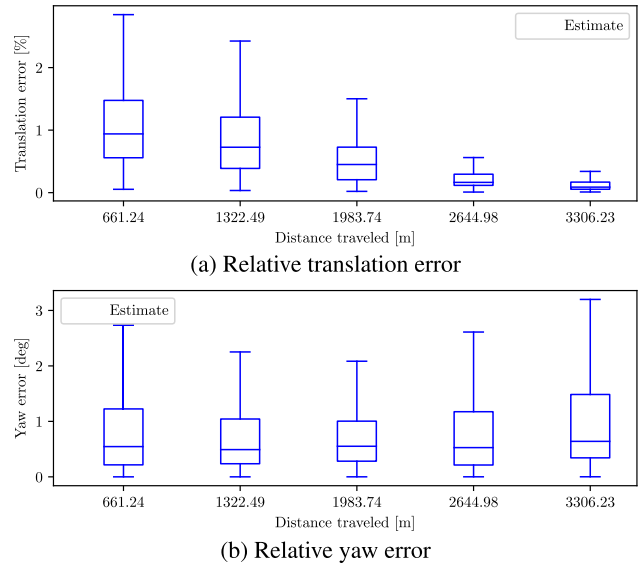 Estimate
2
1
0
Translation error [%]
661.24 1322.49 1983.74 2644.98 3306.23
Distance traveled [m]
(a) Relative translation error
Estimate
3
2
1
0
Yaw error [deg]
661.24 1322.49 1983.74 2644.98 3306.23
Distance traveled [m]
(b) Relative yaw error